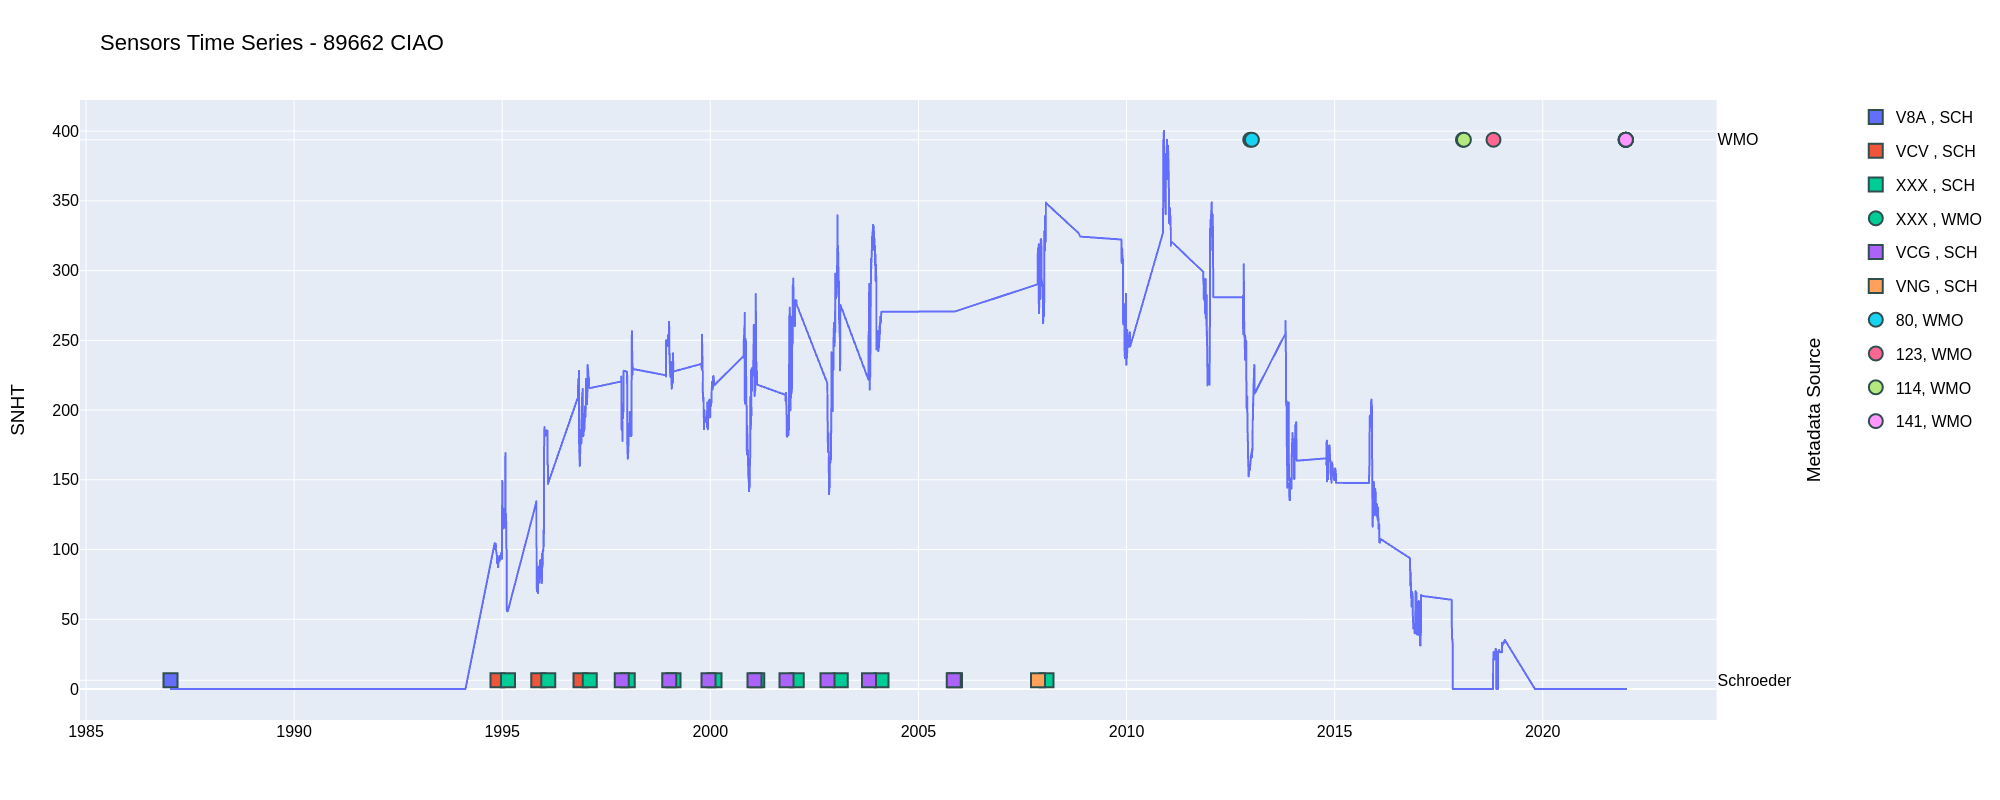 Sensors Time Series - 89662 CIAO
400
350
300
250
200
150
100
50
0
SNHT
1985
1990
1995
2000
2005
2010
2015
2020
WMO
Schroeder
Metadata Source
V8A , SCH
VCV , SCH
XXX , SCH
XXX , WMO
VCG , SCH
VNG , SCH
80, WMO
123, WMO
114, WMO
141, WMO